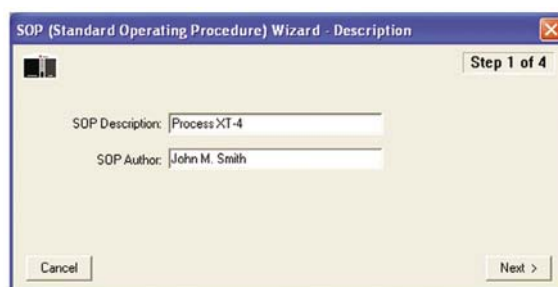 SOP (Standard Operating Procedure) Wizard - Description
Step 1 of 4
SOP Description: Process XT-4
SOP Author: John M. Smith
Cancel Next >